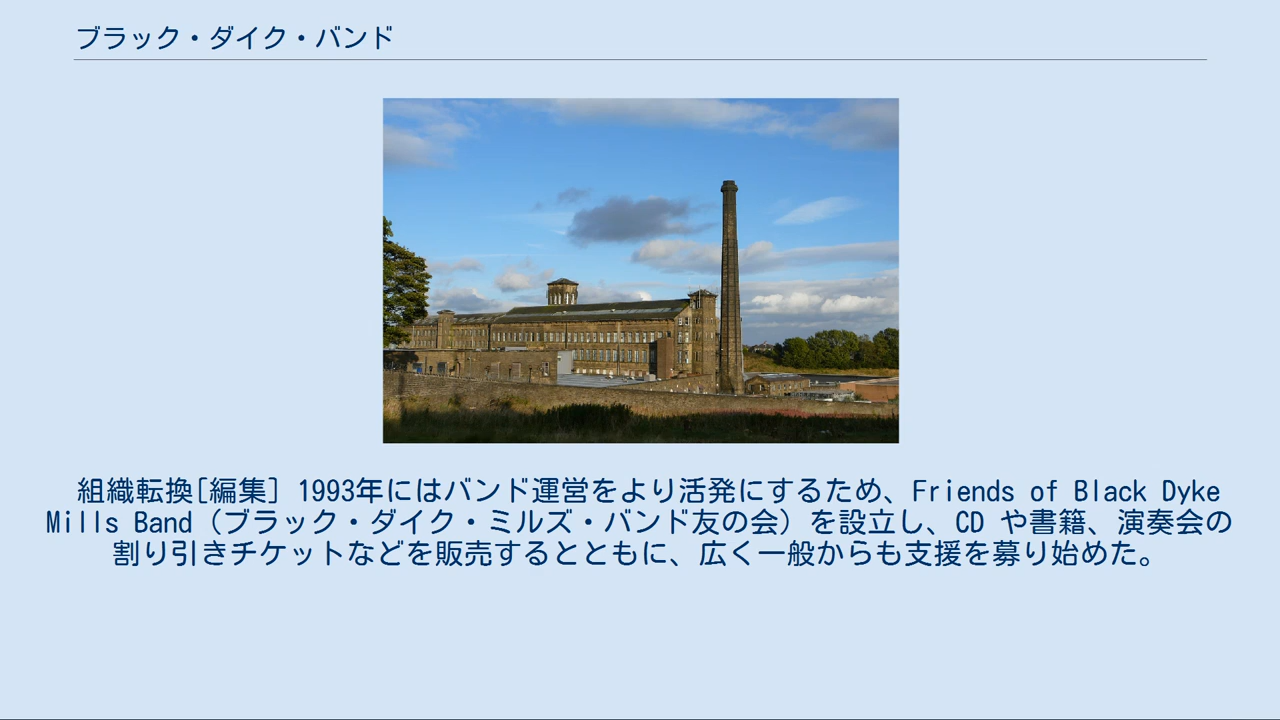 ブラック・ダイク・バンド
組織転換[編集] 1993年にはバンド運営をより活発にするため、Friends of Black Dyke
Mills Band（ブラック・ダイク・ミルズ・バンド友の会）を設立し、CD や書籍、演奏会の
割り引きチケットなどを販売するとともに、広く一般からも支援を募り始めた。